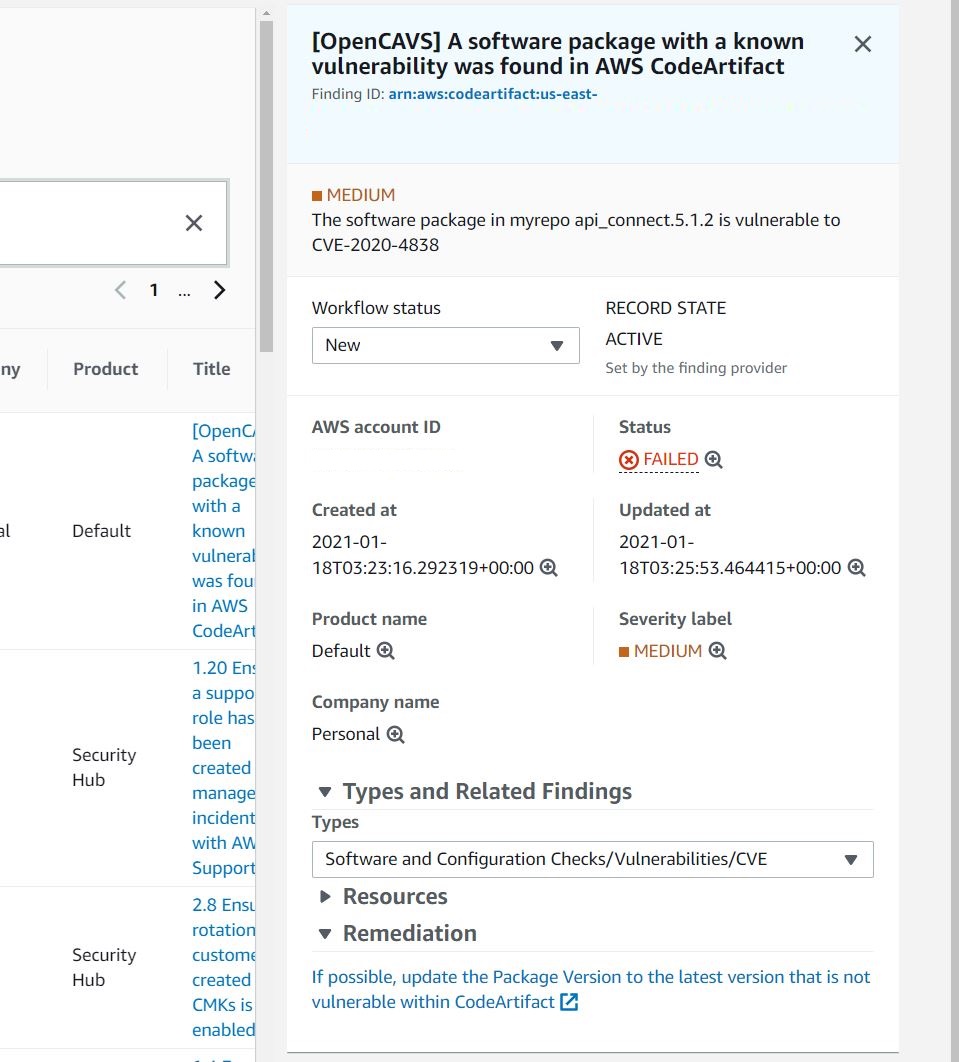 [OpenCAVS] A software package with a known
vulnerability was found in AWS CodeArtifact
Finding ID: arn:aws:codeartifact:us-east-
MEDIUM
The software package in myrepo api_connect.5.1.2 is vulnerable to
CVE-2020-4838
1 ...
Workflow status
New
RECORD STATE
ACTIVE
Set by the finding provider
ny
Product
Title
al
Default
[OpenCA
A softwa
package
with a
known
vulnerab
was fou
in AWS
CodeArt
Security
Hub
1.20 Ens
a suppo
role has
been
created
manage
incident
with AW
Support
Security
Hub
2.8 Ensu
rotation
custome
created
CMKs is
enabled
AWS account ID
Status
FAILED
Created at
2021-01-
18T03:23:16.292319+00:00
Updated at
2021-01-
18T03:25:53.464415+00:00
Product name
Default
Severity label
MEDIUM
Company name
Personal
Types and Related Findings
Types
Software and Configuration Checks/Vulnerabilities/CVE
Resources
Remediation
If possible, update the Package Version to the latest version that is not
vulnerable within CodeArtifact